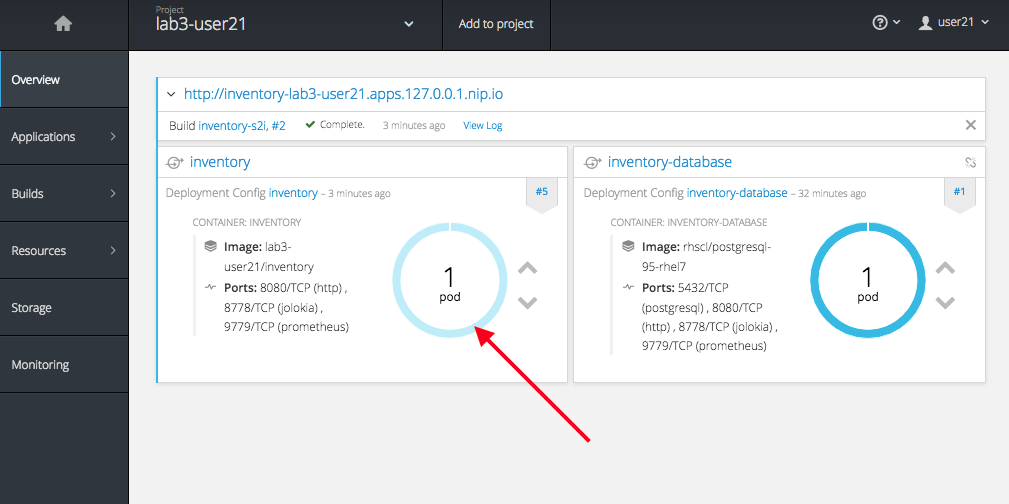 Project
lab3-user21
Add to project
user21
Overview
Applications
Builds
Resources
Storage
Monitoring
http://inventory-lab3-user21.apps.127.0.0.1.nip.io
Build inventory-s2i, #2 Complete. 3 minutes ago View Log
inventory
Deployment Config inventory – 3 minutes ago
#5
CONTAINER: INVENTORY
Image: lab3-
user21/inventory
Ports: 8080/TCP (http) ,
8778/TCP (jolokia) ,
9779/TCP (prometheus)
1
pod
inventory-database
Deployment Config inventory-database – 32 minutes ago
#1
CONTAINER: INVENTORY-DATABASE
Image: rhscl/postgresql-
95-rhel7
Ports: 5432/TCP
(postgresql) , 8080/TCP
(http) , 8778/TCP (jolokia) ,
9779/TCP (prometheus)
1
pod